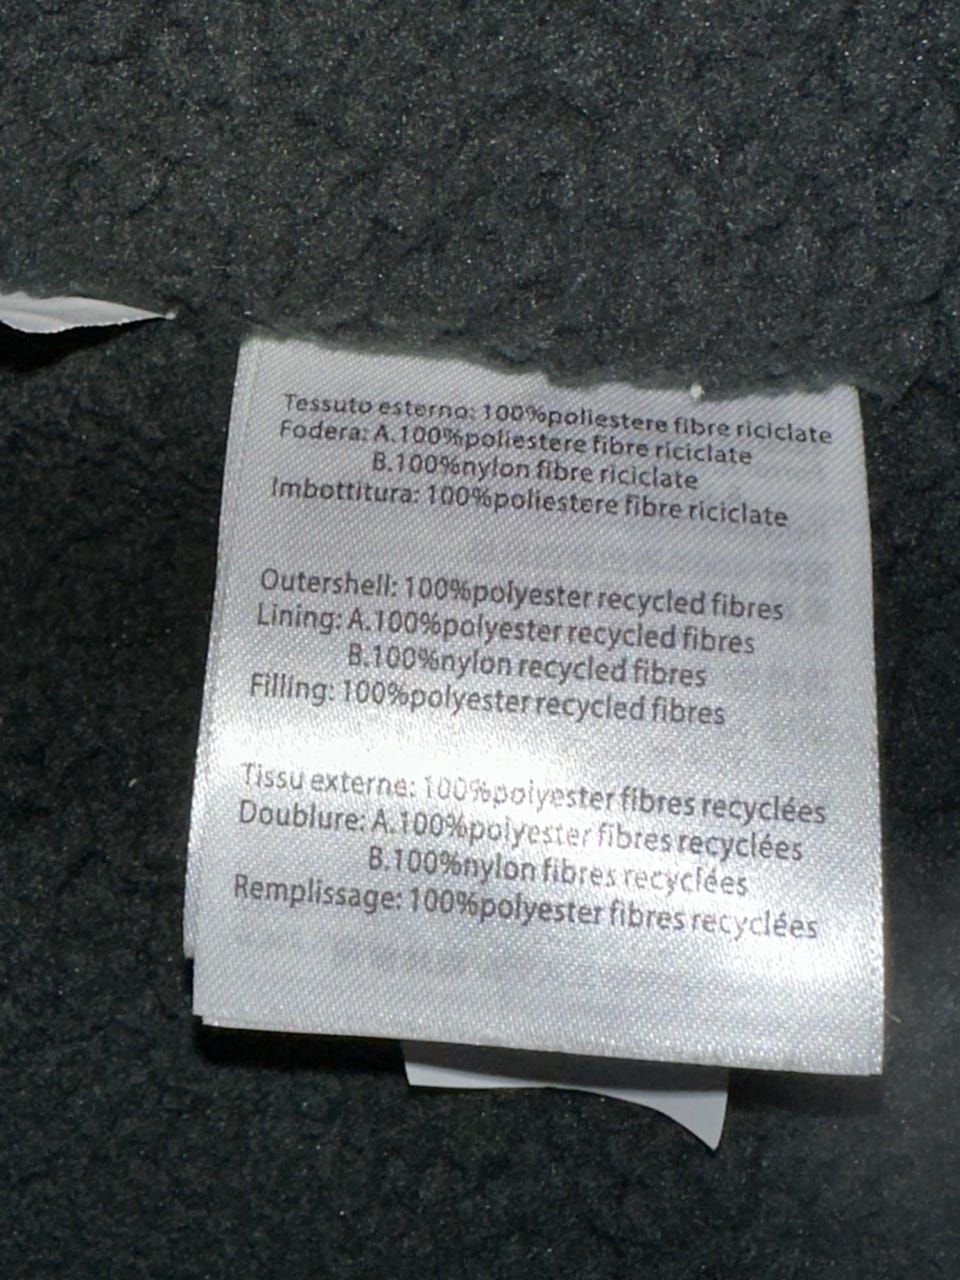 Tessuto esterno: 100%poliestere fibre riciclate
Fodera: A.100%poliestere fibre riciclate
B.100%nylon fibre riciclate
Imbottitura: 100%poliestere fibre riciclate
Outershell: 100%polyester recycled fibres
Lining: A.100%polyester recycled fibres
B.100%nylon recycled fibres
Filling: 100%polyester recycled fibres
Tissu externe: 100%polyester fibres recyclées
Doublure: A.100%polyester fibres recyclées
B.100%nylon fibres recyclées
Remplissage: 100%polyester fibres recyclées